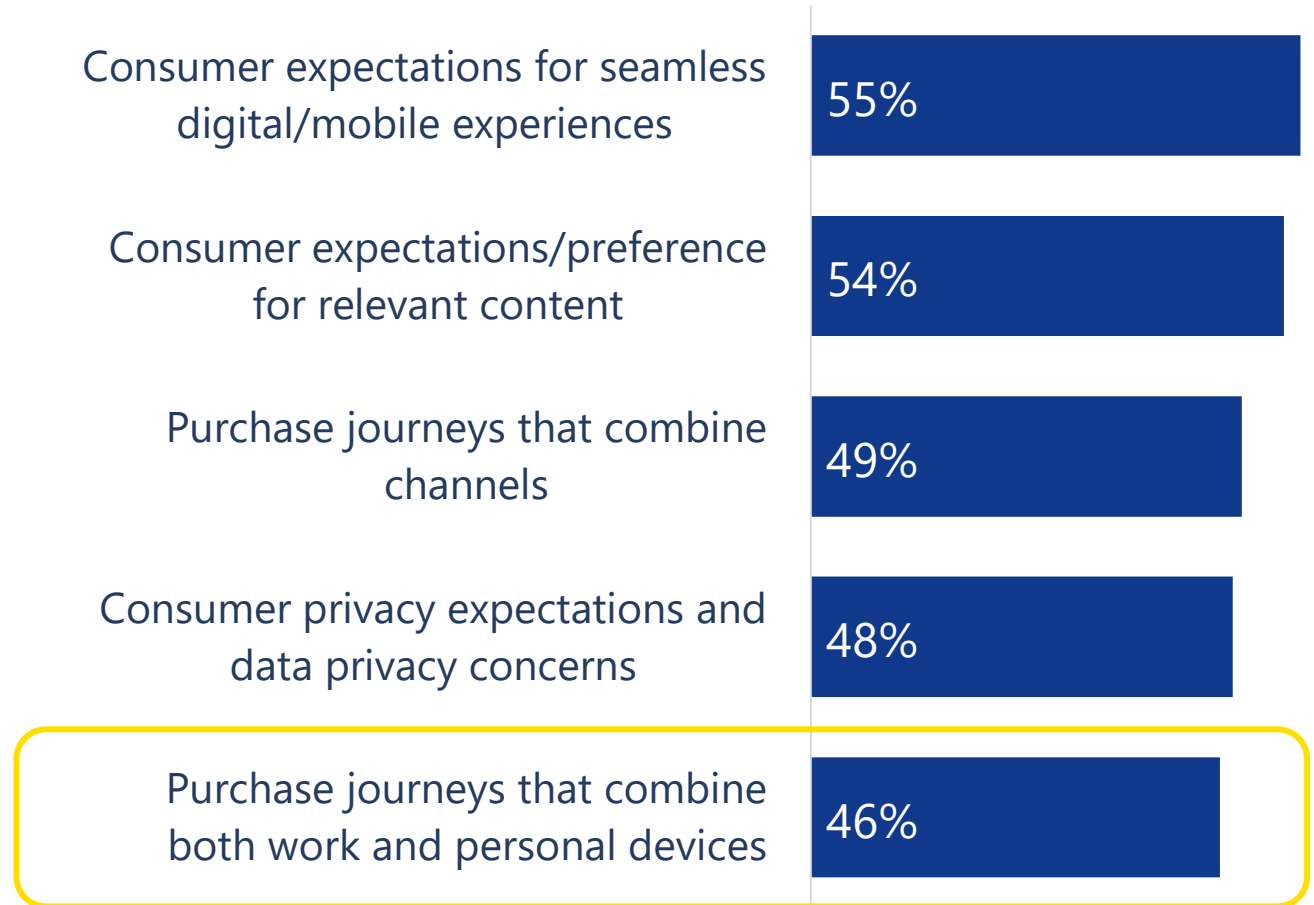 Consumer expectations for seamless
digital/mobile experiences
55%
Consumer expectations/preference
for relevant content
54%
Purchase journeys that combine
channels
49%
Consumer privacy expectations and
data privacy concerns
48%
Purchase journeys that combine
both work and personal devices
46%